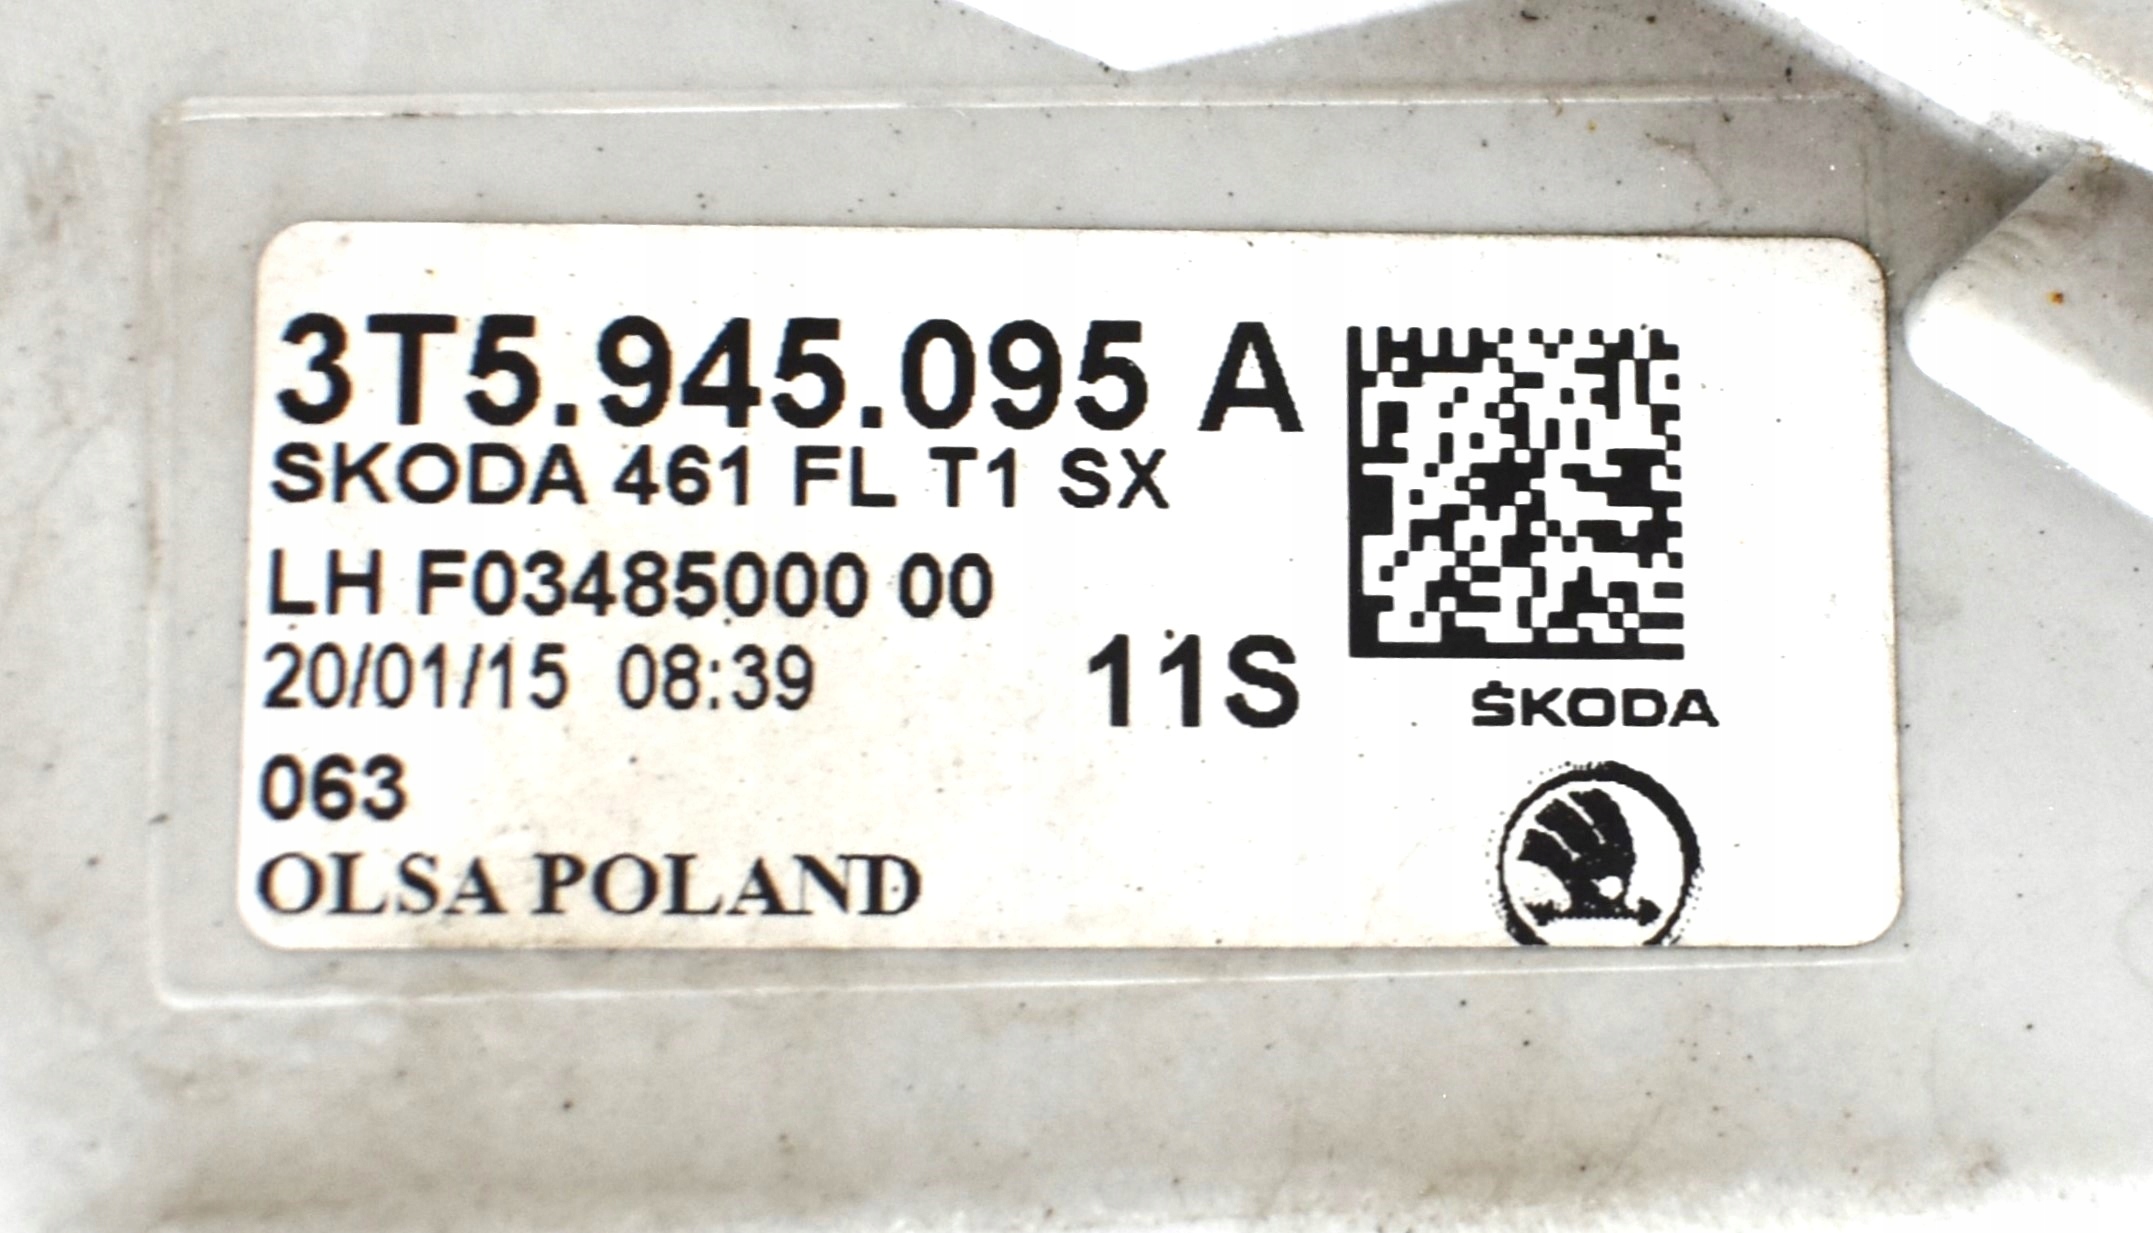 3T5.945.095 A
SKODA 461 FL T1 SX
LH F03485000 00
20/01/15 08:39
11S
ŠKODA
063
OLSA POLAND